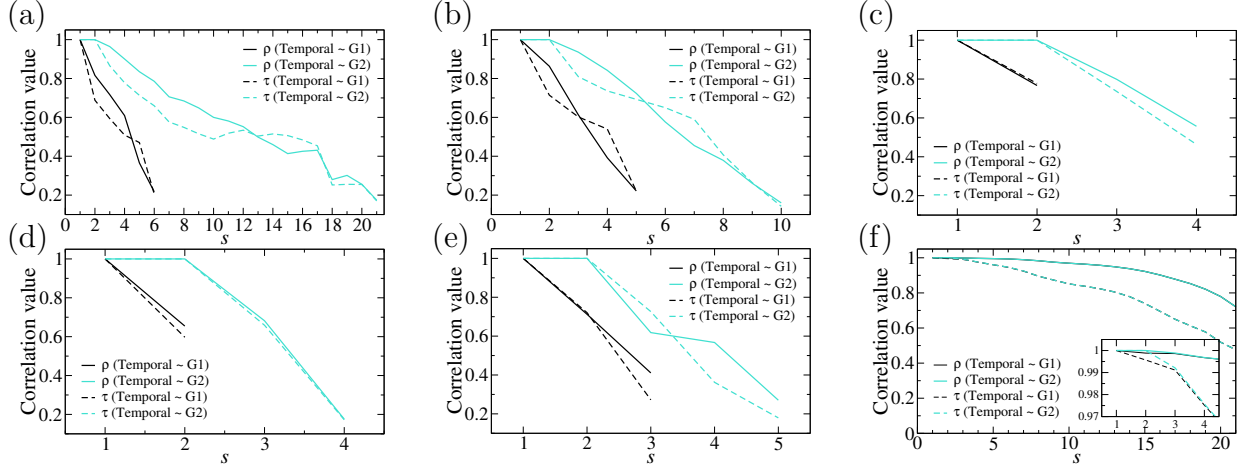 (a)
Correlation value
1
0.8
0.6
0.4
0.2
ρ (Temporal ~ G1)
ρ (Temporal ~ G2)
τ (Temporal ~ G1)
τ (Temporal ~ G2)
0 2 4 6 8 10 12 14 16 18 20
s
(b)
Correlation value
1
0.8
0.6
0.4
0.2
ρ (Temporal ~ G1)
ρ (Temporal ~ G2)
τ (Temporal ~ G1)
τ (Temporal ~ G2)
0 2 4 6 8 10
s
(c)
Correlation value
1
0.8
0.6
0.4
0.2
ρ (Temporal ~ G1)
ρ (Temporal ~ G2)
τ (Temporal ~ G1)
τ (Temporal ~ G2)
1 2 3 4
s
(d)
Correlation value
1
0.8
0.6
0.4
0.2
ρ (Temporal ~ G1)
ρ (Temporal ~ G2)
τ (Temporal ~ G1)
τ (Temporal ~ G2)
1 2 3 4
s
(e)
Correlation value
1
0.8
0.6
0.4
0.2
ρ (Temporal ~ G1)
ρ (Temporal ~ G2)
τ (Temporal ~ G1)
τ (Temporal ~ G2)
1 2 3 4 5
s
(f)
Correlation value
1
0.8
0.6
0.4
0.2
0
ρ (Temporal ~ G1)
ρ (Temporal ~ G2)
τ (Temporal ~ G1)
τ (Temporal ~ G2)
1
0.99
0.98
0.97
1 2 3 4
0 5 10 15 20
s